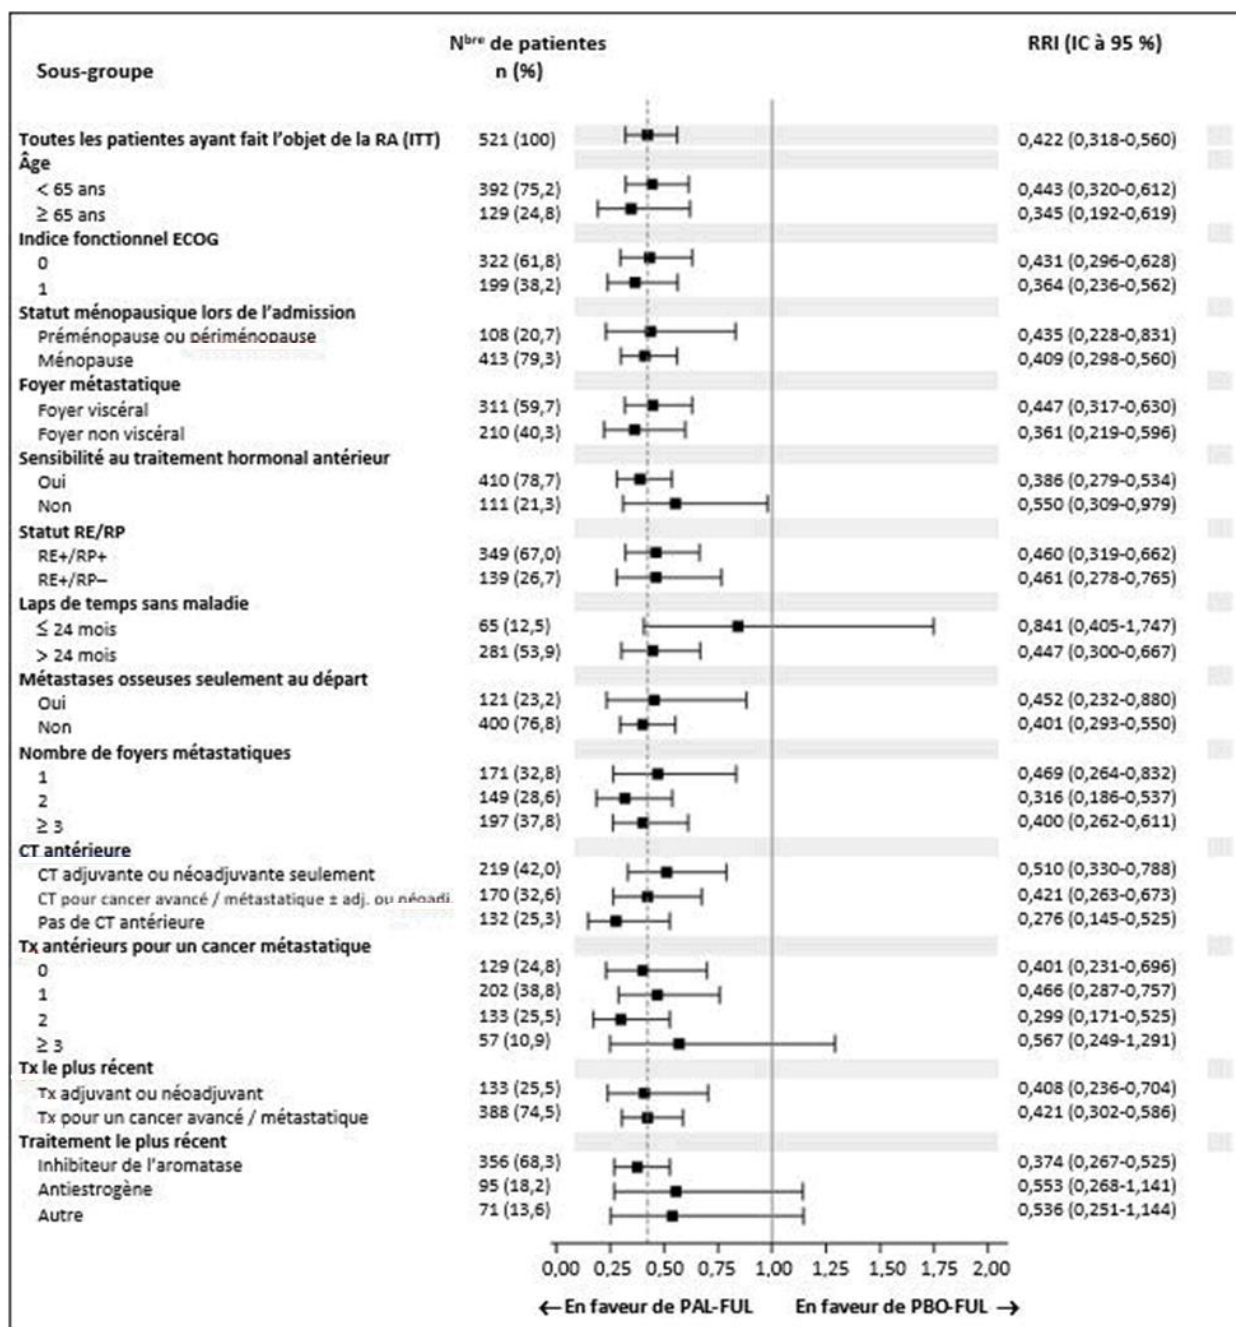 Sous-groupe Nbre de patientes n (%) RRI (IC à 95 %)
Toutes les patientes ayant fait l’objet de la RA (ITT) 521 (100) 0,422 (0,318-0,560)
Âge
< 65 ans 392 (75,2) 0,443 (0,320-0,612)
≥ 65 ans 129 (24,8) 0,345 (0,192-0,619)
Indice fonctionnel ECOG
0 322 (61,8) 0,431 (0,296-0,628)
1 199 (38,2) 0,364 (0,236-0,562)
Statut ménopausique lors de l’admission
Préménopause ou périménopause 108 (20,7) 0,435 (0,228-0,831)
Ménopause 413 (79,3) 0,409 (0,298-0,560)
Foyer métastatique
Foyer viscéral 311 (59,7) 0,447 (0,317-0,630)
Foyer non viscéral 210 (40,3) 0,361 (0,219-0,596)
Sensibilité au traitement hormonal antérieur
Oui 410 (78,7) 0,386 (0,279-0,534)
Non 111 (21,3) 0,550 (0,309-0,979)
Statut RE/RP
RE+/RP+ 349 (67,0) 0,460 (0,319-0,662)
RE+/RP– 139 (26,7) 0,461 (0,278-0,765)
Laps de temps sans maladie
≤ 24 mois 65 (12,5) 0,841 (0,405-1,747)
> 24 mois 281 (53,9) 0,447 (0,300-0,667)
Métastases osseuses seulement au départ
Oui 121 (23,2) 0,452 (0,232-0,880)
Non 400 (76,8) 0,401 (0,293-0,550)
Nombre de foyers métastatiques
1 171 (32,8) 0,469 (0,264-0,832)
2 149 (28,6) 0,316 (0,186-0,537)
≥ 3 197 (37,8) 0,400 (0,262-0,611)
CT antérieure
CT adjuvante ou néoadjuvante seulement 219 (42,0) 0,510 (0,330-0,788)
CT pour cancer avancé / métastatique ± adj. ou néoadj. 170 (32,6) 0,421 (0,263-0,673)
Pas de CT antérieure 132 (25,3) 0,276 (0,145-0,525)
Tx antérieurs pour un cancer métastatique
0 129 (24,8) 0,401 (0,231-0,696)
1 202 (38,8) 0,466 (0,287-0,757)
2 133 (25,5) 0,299 (0,171-0,525)
≥ 3 57 (10,9) 0,567 (0,249-1,291)
Tx le plus récent
Tx adjuvant ou néoadjuvant 133 (25,5) 0,408 (0,236-0,704)
Tx pour un cancer avancé / métastatique 388 (74,5) 0,421 (0,302-0,586)
Traitement le plus récent
Inhibiteur de l’aromatase 356 (68,3) 0,374 (0,267-0,525)
Antiestrogène 95 (18,2) 0,553 (0,268-1,141)
Autre 71 (13,6) 0,536 (0,251-1,144)
0,00 0,25 0,50 0,75 1,00 1,25 1,50 1,75 2,00
←En faveur de PAL-FUL En faveur de PBO-FUL →